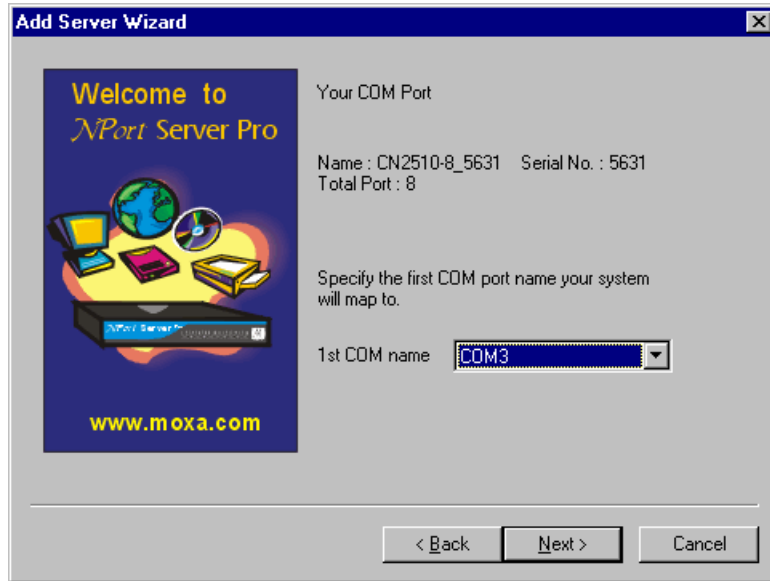 Add Server Wizard
Welcome to
NPort Server Pro
www.moxa.com
Your COM Port
Name : CN2510-8_5631 Serial No. : 5631
Total Port : 8
Specify the first COM port name your system
will map to.
1st COM name COM3
< Back Next > Cancel